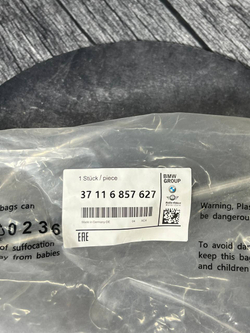 1 Stück / piece
BMW
GROUP
37 11 6 857 627
EAC
Warning, Pla
be dangerou
To avoid da
keep this ba
and children
bags can
0236
of suffocation
away from babies